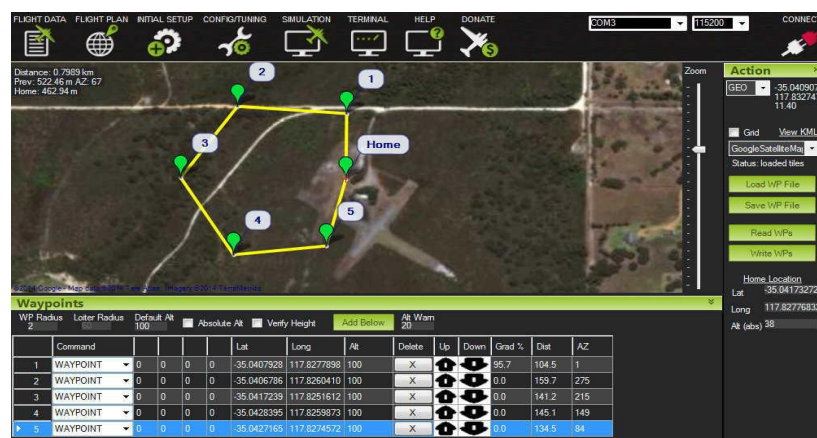 FLIGHT DATA FLIGHT PLAN INITIAL SETUP CONFIG/TUNING SIMULATION TERMINAL HELP DONATE COM3 115200 CONNEC
Distance: 0.7989 km
Prev: 522.46 m AZ: 67
Home: 462.94 m
2
1
3
Home
4
5
Zoom
Action
GEO -35.040907
117.83274
11.40
Grid View KML
GoogleSatelliteMap
Status: loaded tiles
Load WP File
Save WP File
Read WPs
Write WPs
Home Location
Lat -35.04173272
Long 117.8277683
Alt (abs) 38
Waypoints
WP Radius Loiter Radius Default Alt Alt Warn
2 60 100 Absolute Alt Verify Height Add Below 20
Command Lat Long Alt Delete Up Down Grad % Dist AZ
1 WAYPOINT 0 0 0 0 -35.0407928 117.8277898 100 X 95.7 104.5 1
2 WAYPOINT 0 0 0 0 -35.0406786 117.8260410 100 X 0.0 159.7 275
3 WAYPOINT 0 0 0 0 -35.0417239 117.8251612 100 X 0.0 141.2 215
4 WAYPOINT 0 0 0 0 -35.0428395 117.8259873 100 X 0.0 145.1 149
5 WAYPOINT 0 0 0 0 -35.0427165 117.8274572 100 X 0.0 134.5 84